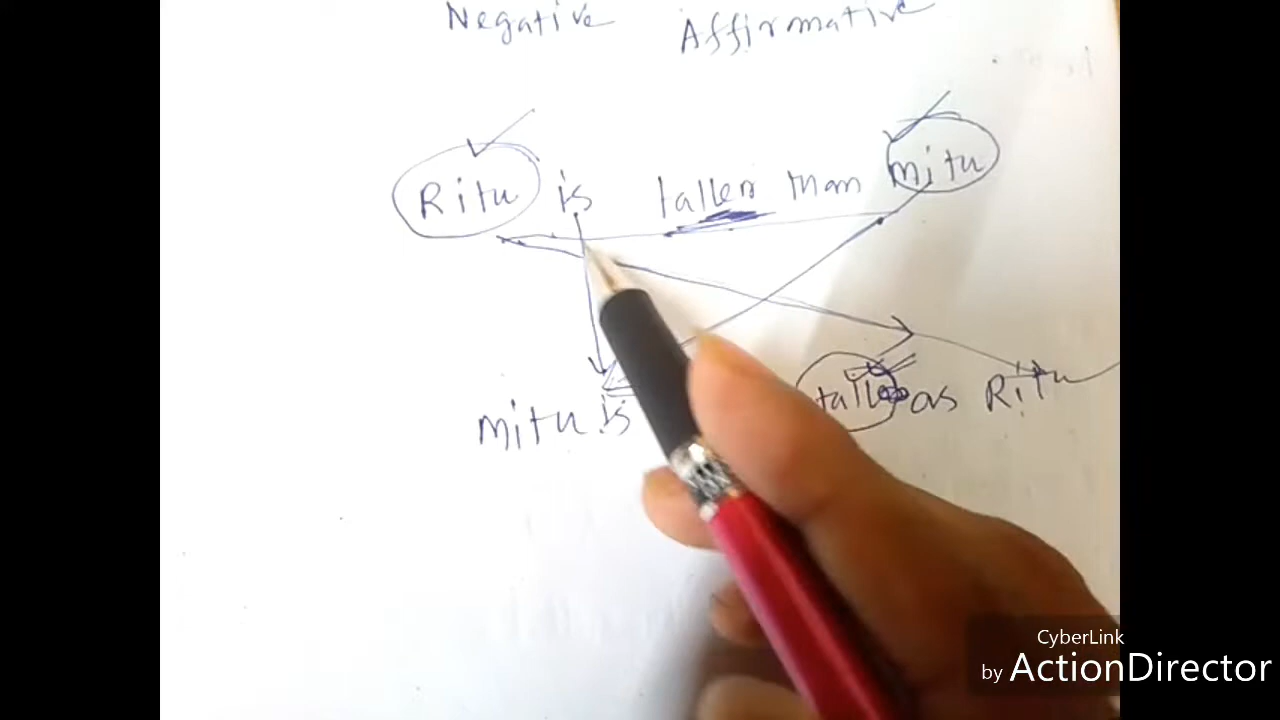 Negative Affirmative
Ritu is taller than mitu
mitu is tall as Ritu
CyberLink
by ActionDirector